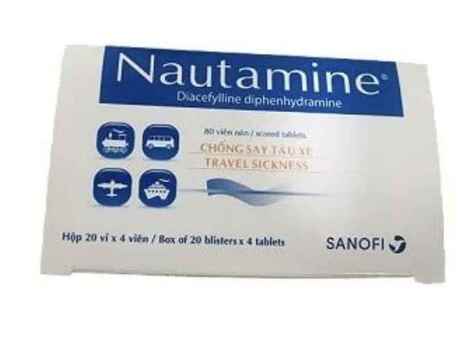 Nautamine®
Diacefylline diphenhydramine
80 viên nén / scored tablets
CHỐNG SAY TÀU XE
TRAVEL SICKNESS
Hộp 20 vỉ x 4 viên / Box of 20 blisters x 4 tablets
SANOFI